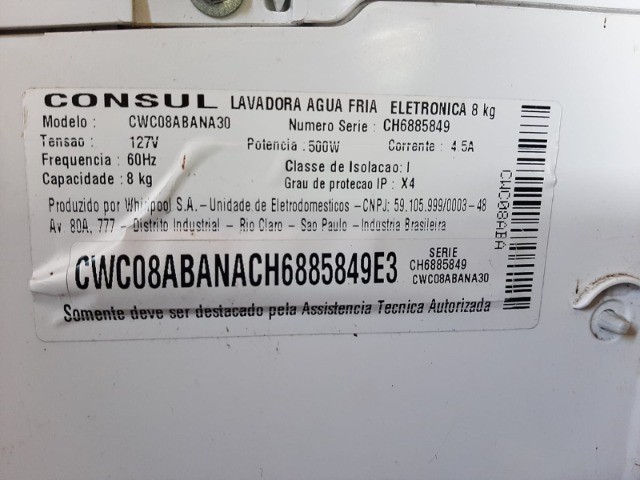 CONSUL LAVADORA AGUA FRIA ELETRONICA 8 kg
Modelo : CWC08ABANA30 Numero Serie : CH6885849
Tensao : 127V Potencia : 500W Corrente : 4.5A
Frequencia : 60Hz Classe de Isolacao : I
Capacidade : 8 kg Grau de protecao IP : X4
Produzido por Whirlpool S.A. – Unidade de Eletrodomesticos – CNPJ: 59.105.999/0003-48
Av. 80A, 777 – Distrito Industrial – Rio Claro – Sao Paulo – Industria Brasileira
CWC08ABANACH6885849E3
SERIE
CH6885849
CWC08ABANA30
Somente deve ser destacado pela Assistencia Tecnica Autorizada
CWC08ABA